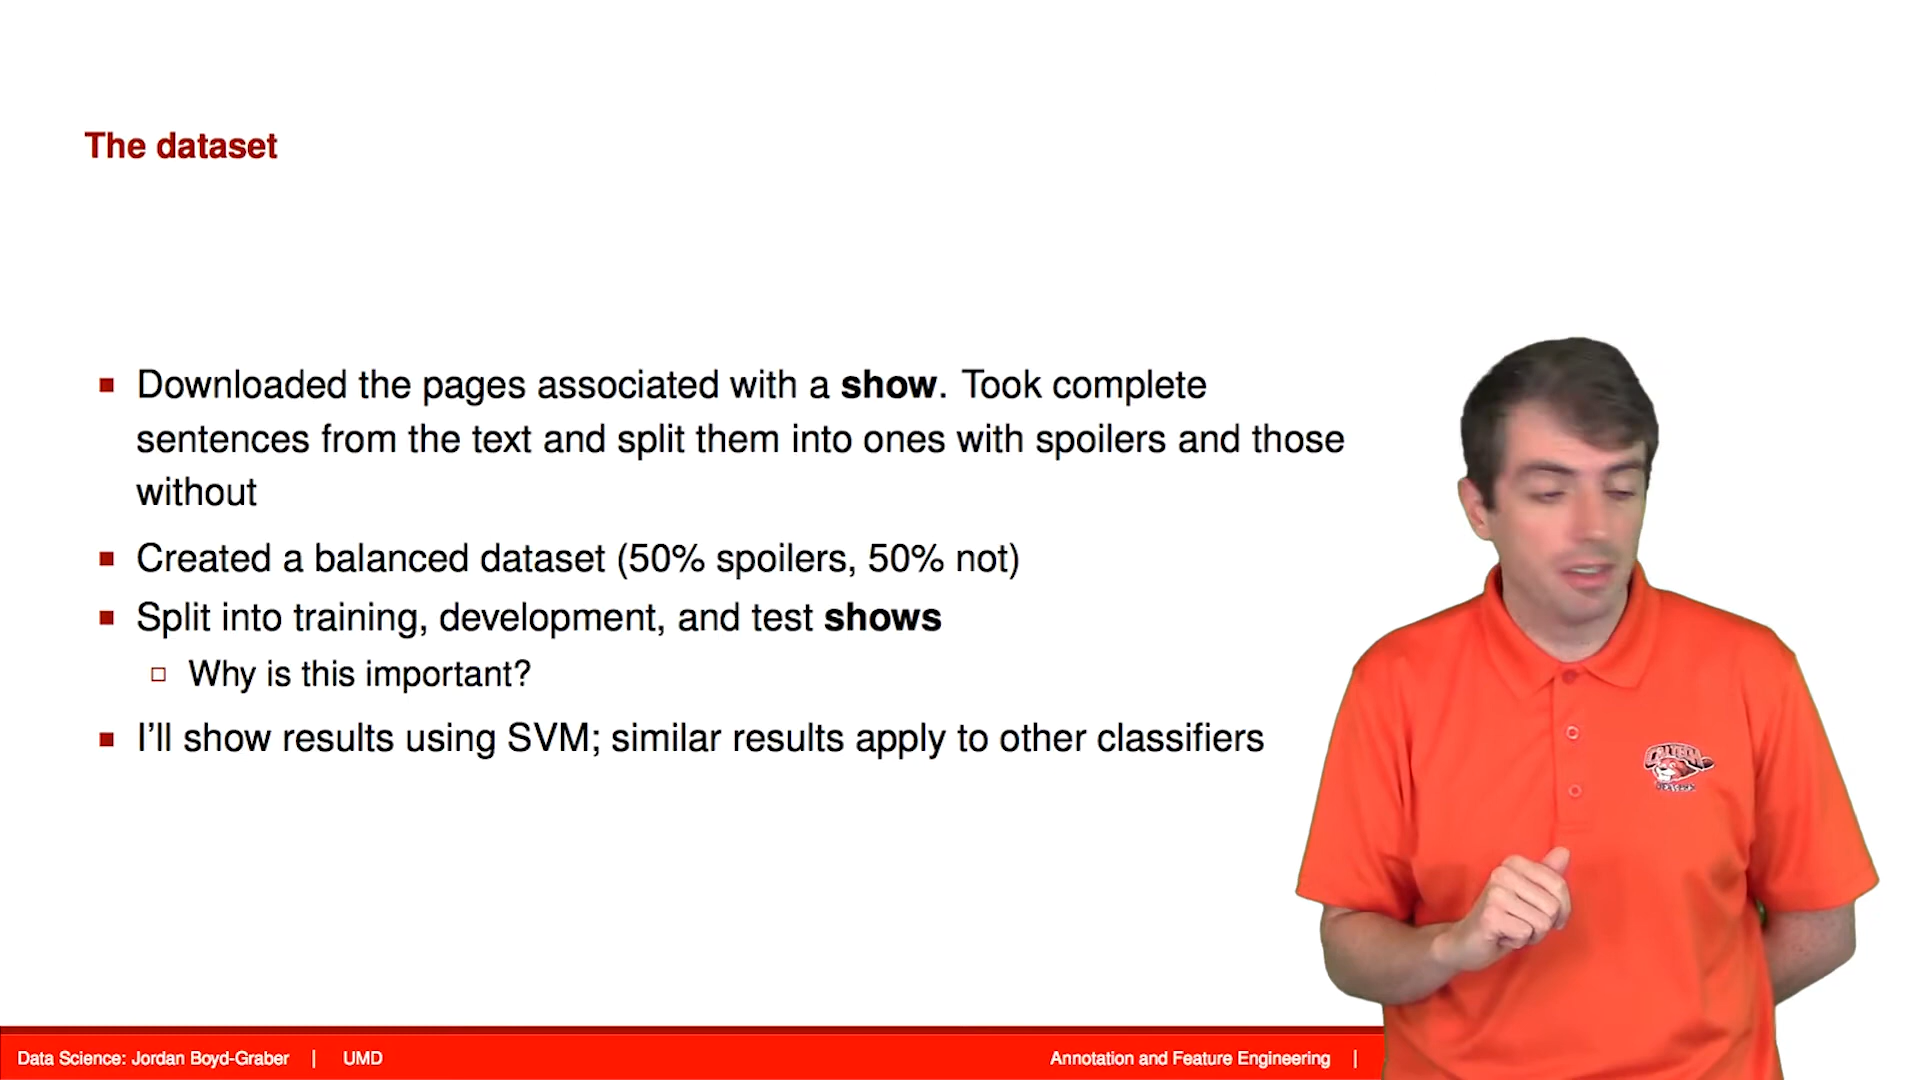 The dataset
Downloaded the pages associated with a show. Took complete
sentences from the text and split them into ones with spoilers and those
without
Created a balanced dataset (50% spoilers, 50% not)
Split into training, development, and test shows
Why is this important?
I'll show results using SVM; similar results apply to other classifiers
CALTECH
Data Science: Jordan Boyd-Graber | UMD
Annotation and Feature Engineering |